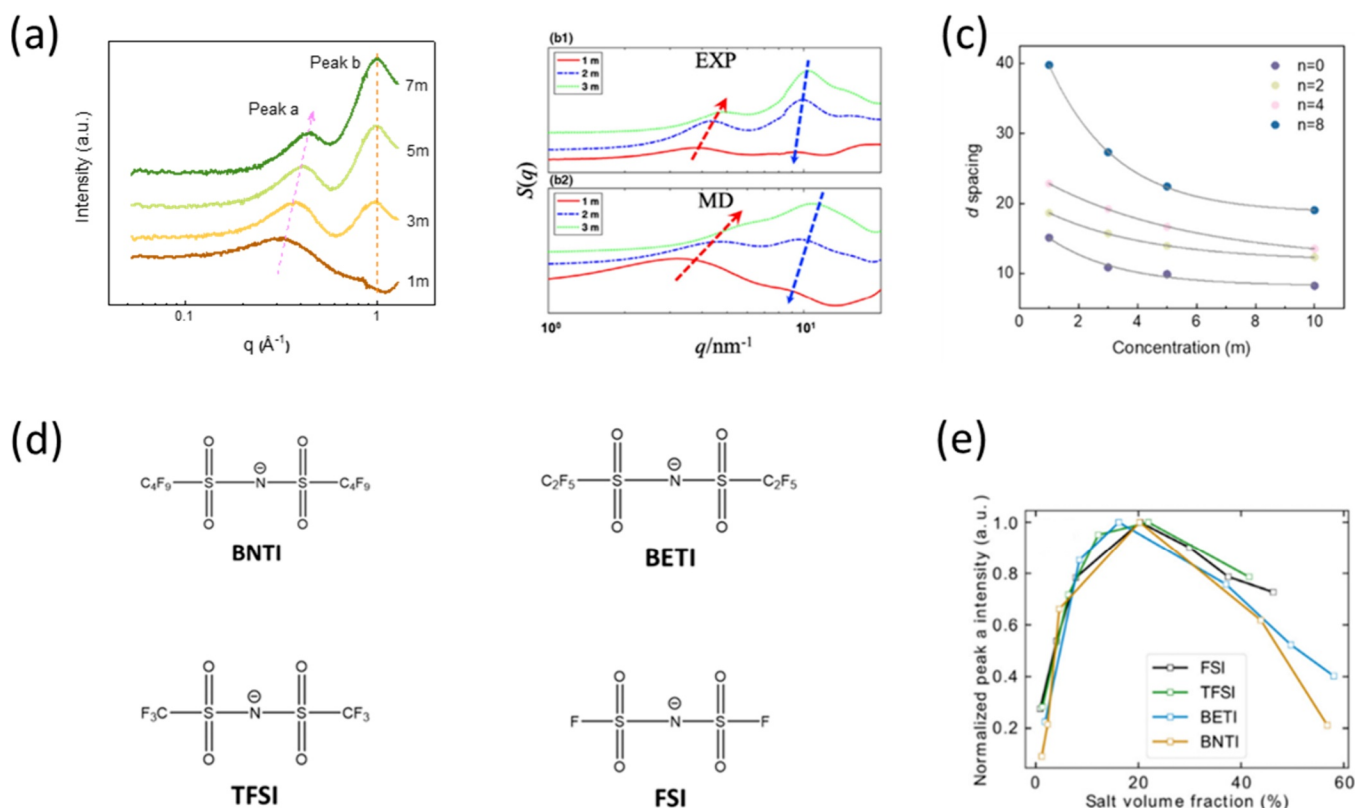 (a)
Peak b
Peak a
7m
5m
3m
1m
Intensity (a.u.)
0.1
1
q (Å⁻¹)
(b1)
EXP
1 m
2 m
3 m
(b2)
MD
1 m
2 m
3 m
S(q)
10⁰
10¹
q/nm⁻¹
(c)
40
30
20
10
n=0
n=2
n=4
n=8
d spacing
0
2
4
6
8
10
Concentration (m)
(d)
O
O
C₄F₉
S
N
⊖
S
C₄F₉
O
O
BNTI
O
O
C₂F₅
S
N
⊖
S
C₂F₅
O
O
BETI
O
O
F₃C
S
N
⊖
S
CF₃
O
O
TFSI
O
O
F
S
N
⊖
S
F
O
O
FSI
(e)
Normalized peak a intensity (a. u.)
1.0
0.8
0.6
0.4
0.2
FSI
TFSI
BETI
BNTI
0
10
20
30
40
50
60
Salt volume fraction (%)